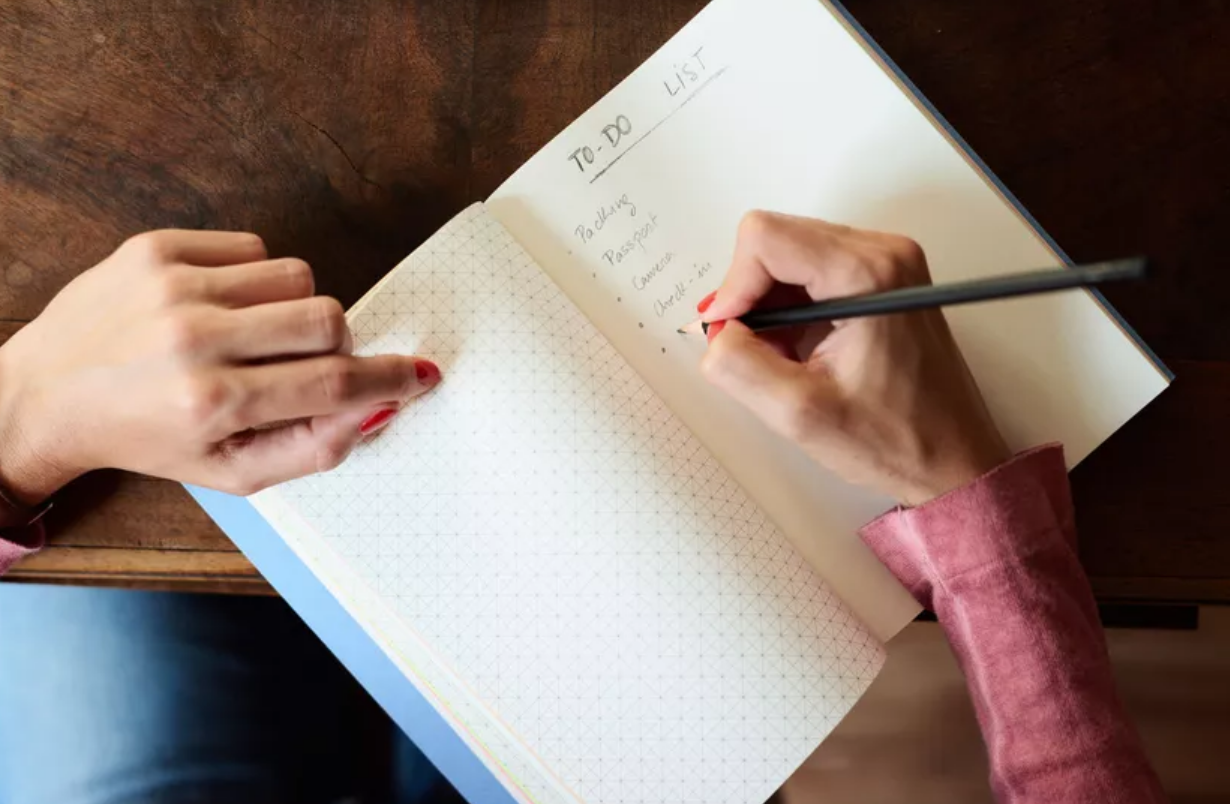 TO-DO LIST
• Packing
• Passport
• Camera
• Check-in
•